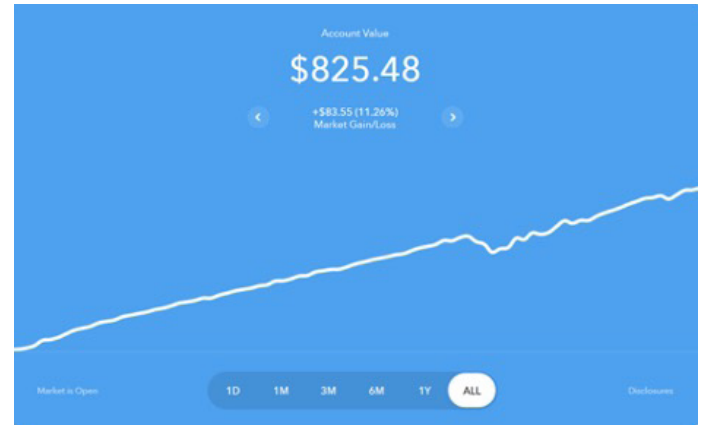 Account Value
$825.48
+$83.55 (11.26%)
Market Gain/Loss
Market is Open
1D 1M 3M 6M 1Y ALL
Disclosures